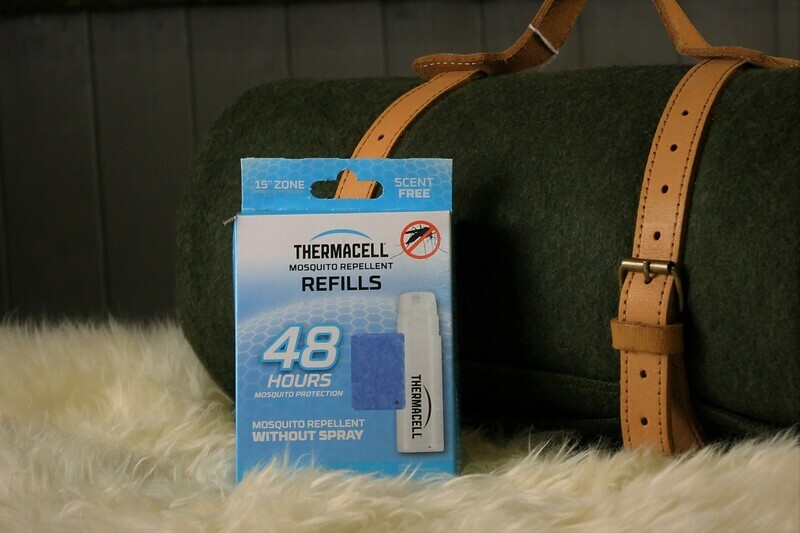 15" ZONE
SCENT
FREE
THERMACELL
MOSQUITO REPELLENT
REFILLS
48
HOURS
MOSQUITO PROTECTION
THERMACELL
MOSQUITO REPELLENT
WITHOUT SPRAY